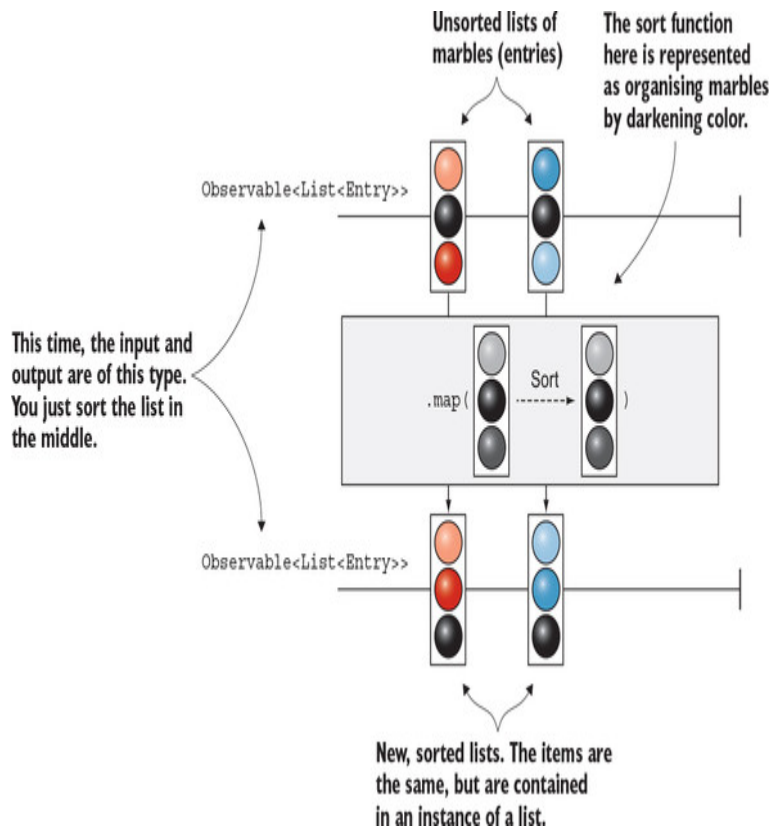 Unsorted lists of
marbles (entries)
The sort function
here is represented
as organising marbles
by darkening color.
Observable<List<Entry>>
This time, the input and
output are of this type.
You just sort the list in
the middle.
.map(
Sort
)
Observable<List<Entry>>
New, sorted lists. The items are
the same, but are contained
in an instance of a list.